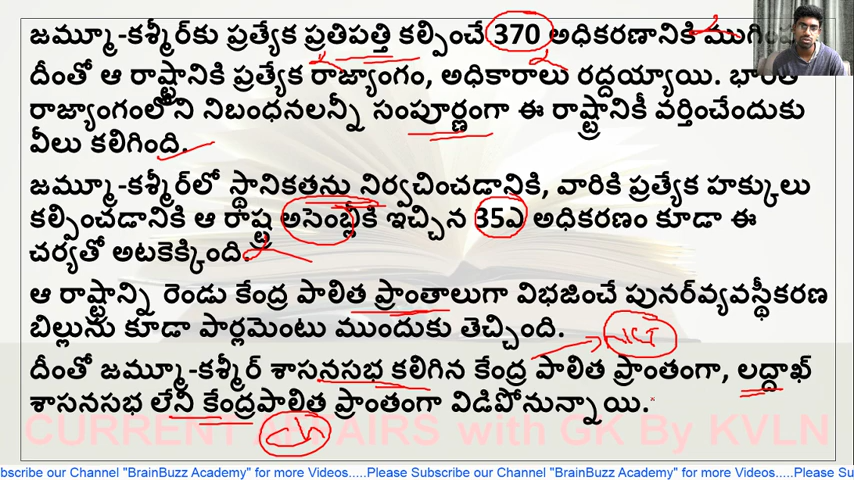 జమ్మూ-కశ్మీర్‌కు ప్రత్యేక ప్రతిపత్తి కల్పించే 370 అధికరణానికి
దీంతో ఆ రాష్ట్రానికి ప్రత్యేక రాజ్యాంగం, అధికారాలు రద్దయ్యాయి. భారత
రాజ్యాంగంలోని నిబంధనలన్నీ సంపూర్ణంగా ఈ రాష్ట్రానికీ వర్తించేందుకు
వీలు కలిగింది.
జమ్మూ-కశ్మీర్‌లో స్థానికతను నిర్వచించడానికి, వారికి ప్రత్యేక హక్కులు
కల్పించడానికి ఆ రాష్ట్ర అసెంబ్లీకి ఇచ్చిన 35ఎ అధికరణం కూడా ఈ
చర్యతో అటకెక్కింది.
ఆ రాష్ట్రాన్ని రెండు కేంద్ర పాలిత ప్రాంతాలుగా విభజించే పునర్‌వ్యవస్థీకరణ
బిల్లును కూడా పార్లమెంటు ముందుకు తెచ్చింది.
దీంతో జమ్మూ-కశ్మీర్ శాసనసభ కలిగిన కేంద్ర పాలిత ప్రాంతంగా, లద్దాఖ్
శాసనసభ లేని కేంద్రపాలిత ప్రాంతంగా విడిపోనున్నాయి.
CURRENT AFFAIRS with GK By KVLN
bscribe our Channel "BrainBuzz Academy" for more Videos.....Please Subscribe our Channel "BrainBuzz Academy" for more Videos.....Please Su